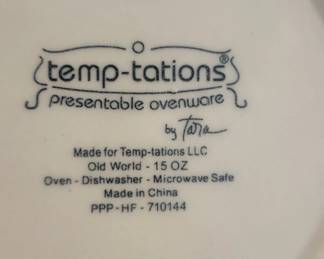 temp-tations®
presentable ovenware
by Tara
Made for Temp-tations LLC
Old World - 15 OZ
Oven - Dishwasher - Microwave Safe
Made in China
PPP - HF - 710144